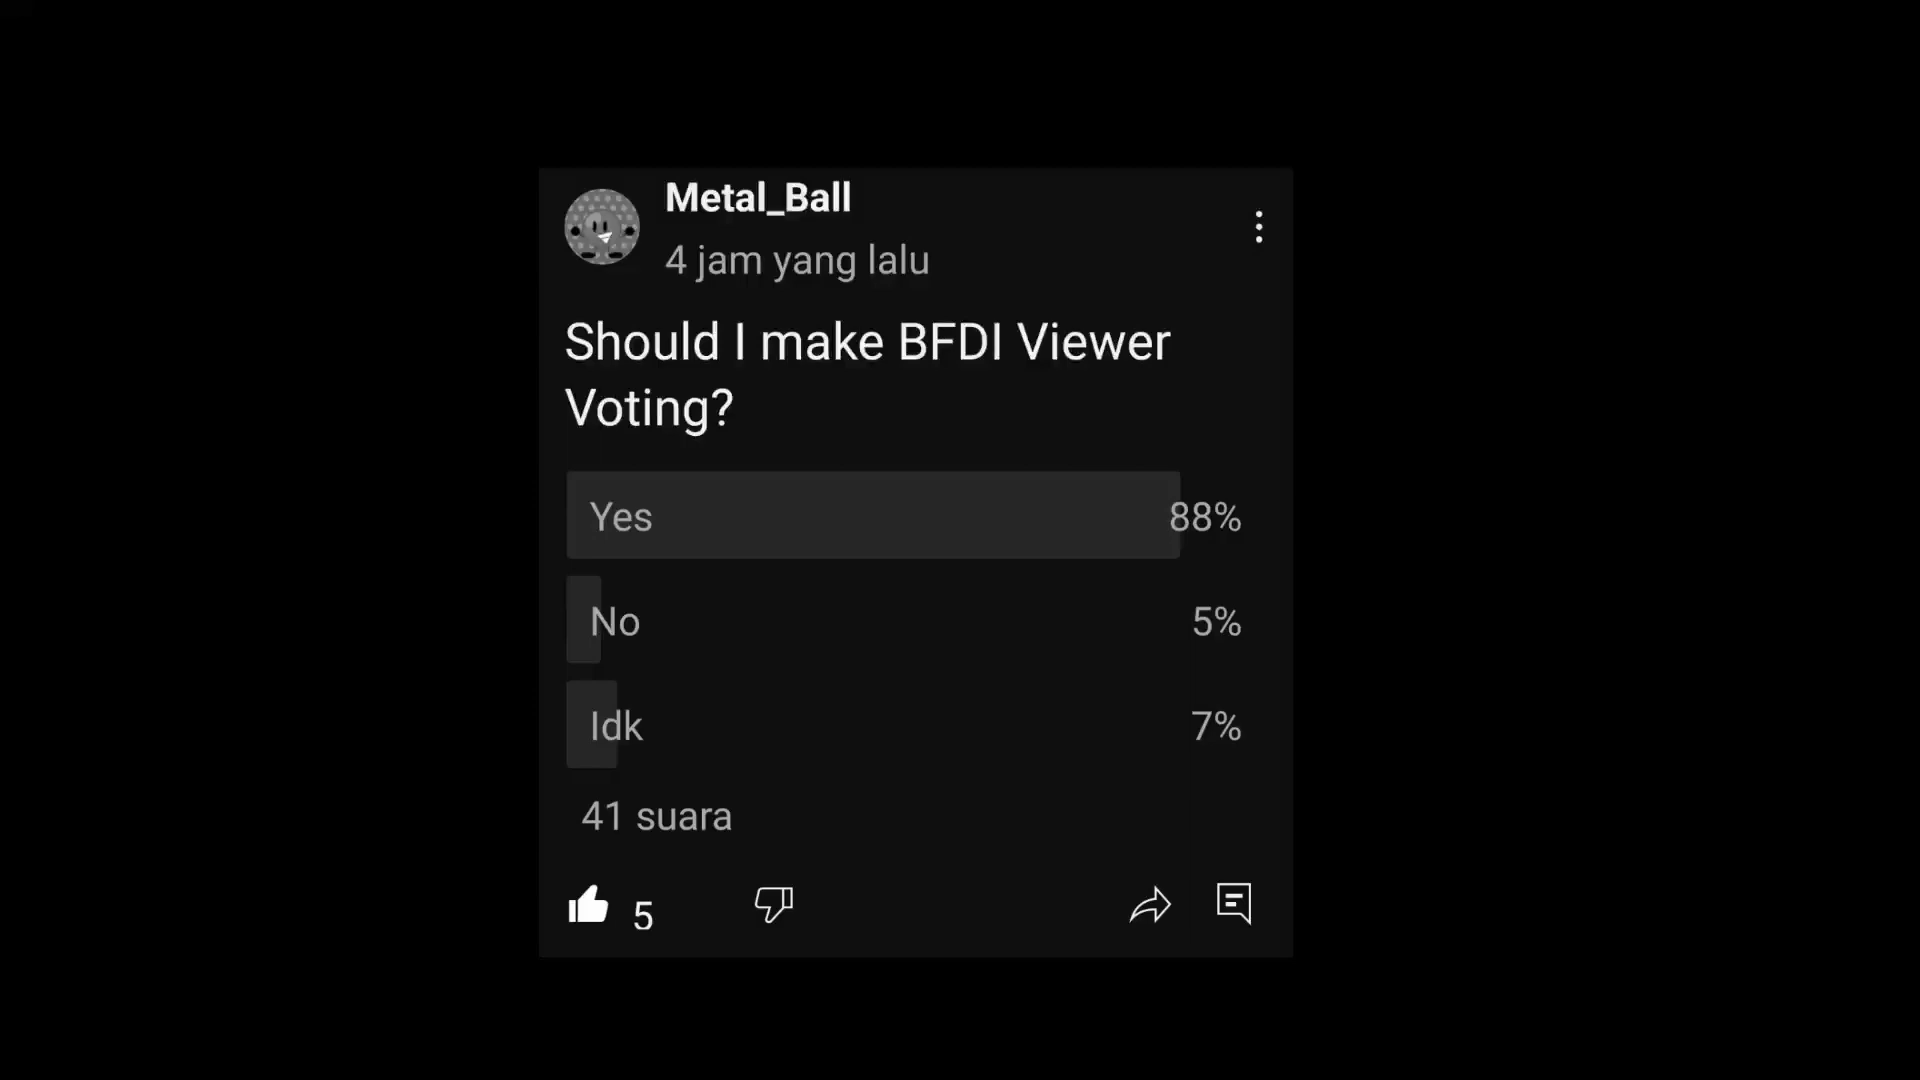 Metal_Ball
4 jam yang lalu
Should I make BFDI Viewer
Voting?
Yes 88%
No 5%
Idk 7%
41 suara
5